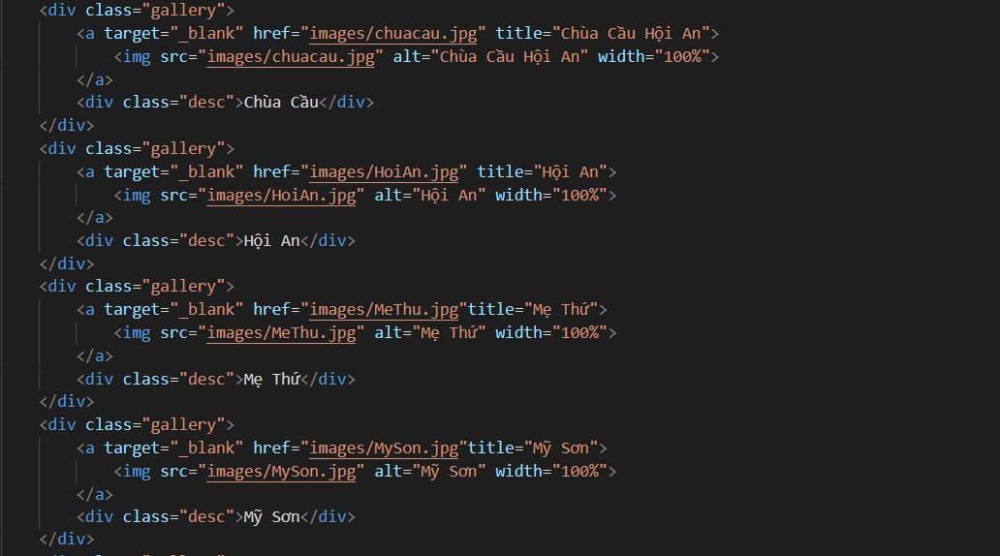 <div class="gallery">
<a target="_blank" href="images/chuacau.jpg" title="Chùa Cầu Hội An">
<img src="images/chuacau.jpg" alt="Chùa Cầu Hội An" width="100%">
</a>
<div class="desc">Chùa Cầu</div>
</div>
<div class="gallery">
<a target="_blank" href="images/HoiAn.jpg" title="Hội An">
<img src="images/HoiAn.jpg" alt="Hội An" width="100%">
</a>
<div class="desc">Hội An</div>
</div>
<div class="gallery">
<a target="_blank" href="images/MeThu.jpg"title="Mẹ Thứ">
<img src="images/MeThu.jpg" alt="Mẹ Thứ" width="100%">
</a>
<div class="desc">Mẹ Thứ</div>
</div>
<div class="gallery">
<a target="_blank" href="images/MySon.jpg"title="Mỹ Sơn">
<img src="images/MySon.jpg" alt="Mỹ Sơn" width="100%">
</a>
<div class="desc">Mỹ Sơn</div>
</div>